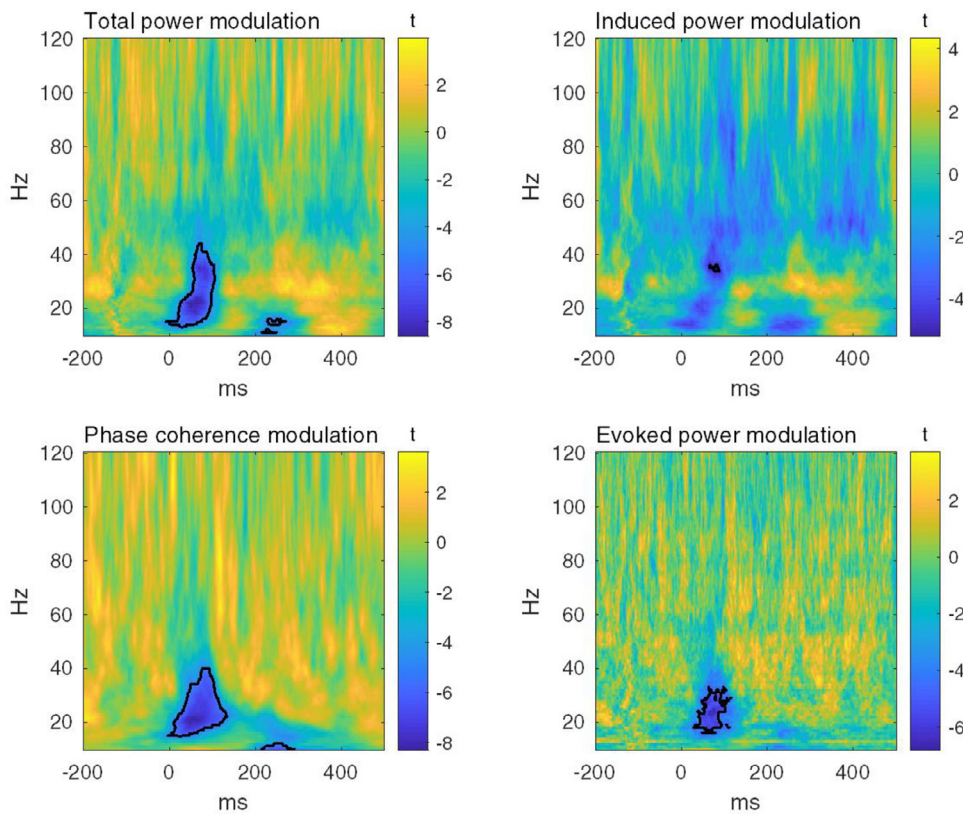 Total power modulation t
120
100
80
60
40
20
Hz
-200 0 200 400
ms
2
0
-2
-4
-6
-8
Induced power modulation t
120
100
80
60
40
20
Hz
-200 0 200 400
ms
4
2
0
-2
-4
Phase coherence modulation t
120
100
80
60
40
20
Hz
-200 0 200 400
ms
2
0
-2
-4
-6
-8
Evoked power modulation t
120
100
80
60
40
20
Hz
-200 0 200 400
ms
2
0
-2
-4
-6